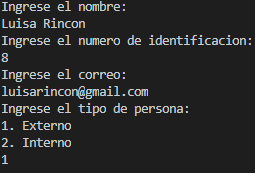 Ingrese el nombre:
Luisa Rincon
Ingrese el numero de identificacion:
8
Ingrese el correo:
luisarincon@gmail.com
Ingrese el tipo de persona:
1. Externo
2. Interno
1